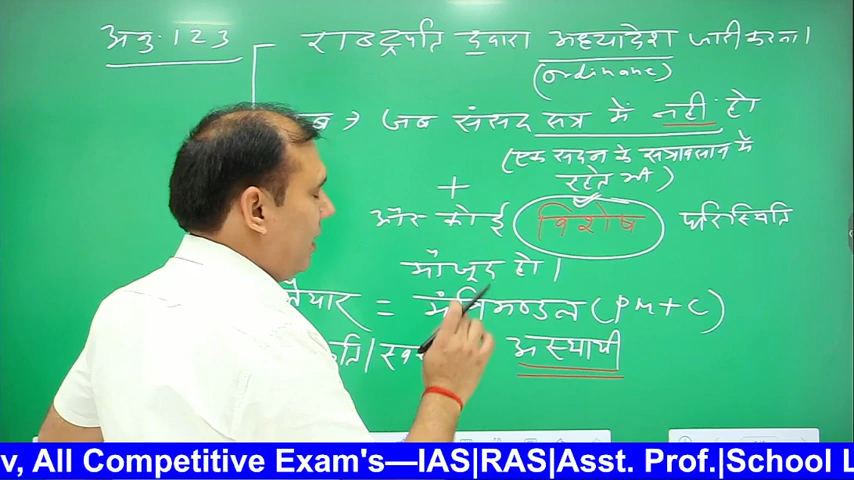 अनु. 123
राष्ट्रपति द्वारा अध्यादेश जारी करना।
(ordinanc)
जब संसद सत्र में नहीं हो
(एक सदन के सत्रावसान में
रहते भी)
+
और कोई विशेष परिस्थिति
मौजूद हो।
तैयार = मंत्रिमण्डल (PM+C)
अस्थायी
v, All Competitive Exam's—IAS|RAS|Asst. Prof.|School L